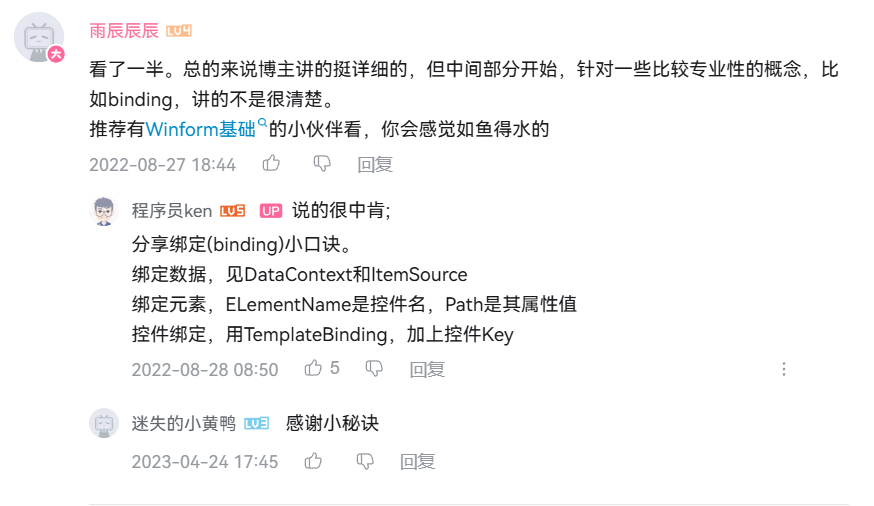 雨辰辰辰 LV4
大
看了一半。总的来说博主讲的挺详细的，但中间部分开始，针对一些比较专业性的概念，比
如binding，讲的不是很清楚。
推荐有Winform基础的小伙伴看，你会感觉如鱼得水的
2022-08-27 18:44 回复
程序员ken LV5 UP 说的很中肯;
分享绑定(binding)小口诀。
绑定数据，见DataContext和ItemSource
绑定元素，ELementName是控件名，Path是其属性值
控件绑定，用TemplateBinding，加上控件Key
2022-08-28 08:50 5 回复
迷失的小黄鸭 LV3 感谢小秘诀
2023-04-24 17:45 回复